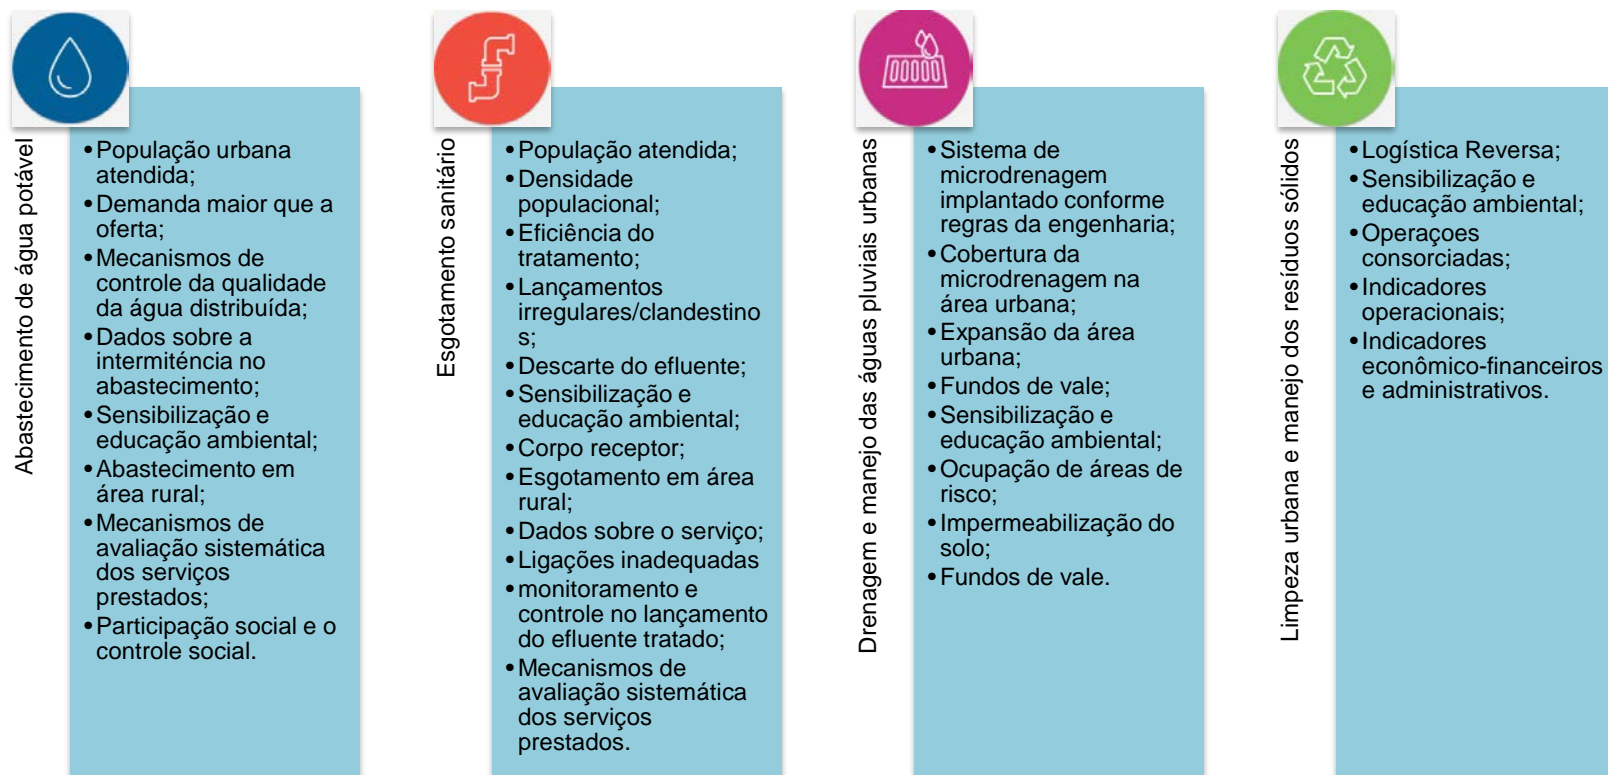 Abastecimento de água potável
•População urbana
atendida;
•Demanda maior que a
oferta;
•Mecanismos de
controle da qualidade
da água distribuída;
•Dados sobre a
intermiténcia no
abastecimento;
•Sensibilização e
educação ambiental;
•Abastecimento em
área rural;
•Mecanismos de
avaliação sistemática
dos serviços
prestados;
•Participação social e o
controle social.
Esgotamento sanitário
•População atendida;
•Densidade
populacional;
•Eficiência do
tratamento;
•Lançamentos
irregulares/clandestino
s;
•Descarte do efluente;
•Sensibilização e
educação ambiental;
•Corpo receptor;
•Esgotamento em área
rural;
•Dados sobre o serviço;
•Ligações inadequadas
•monitoramento e
controle no lançamento
do efluente tratado;
•Mecanismos de
avaliação sistemática
dos serviços
prestados.
Drenagem e manejo das águas pluviais urbanas
•Sistema de
microdrenagem
implantado conforme
regras da engenharia;
•Cobertura da
microdrenagem na
área urbana;
•Expansão da área
urbana;
•Fundos de vale;
•Sensibilização e
educação ambiental;
•Ocupação de áreas de
risco;
•Impermeabilização do
solo;
•Fundos de vale.
Limpeza urbana e manejo dos resíduos sólidos
•Logística Reversa;
•Sensibilização e
educação ambiental;
•Operaçoes
consorciadas;
•Indicadores
operacionais;
•Indicadores
econômico-financeiros
e administrativos.